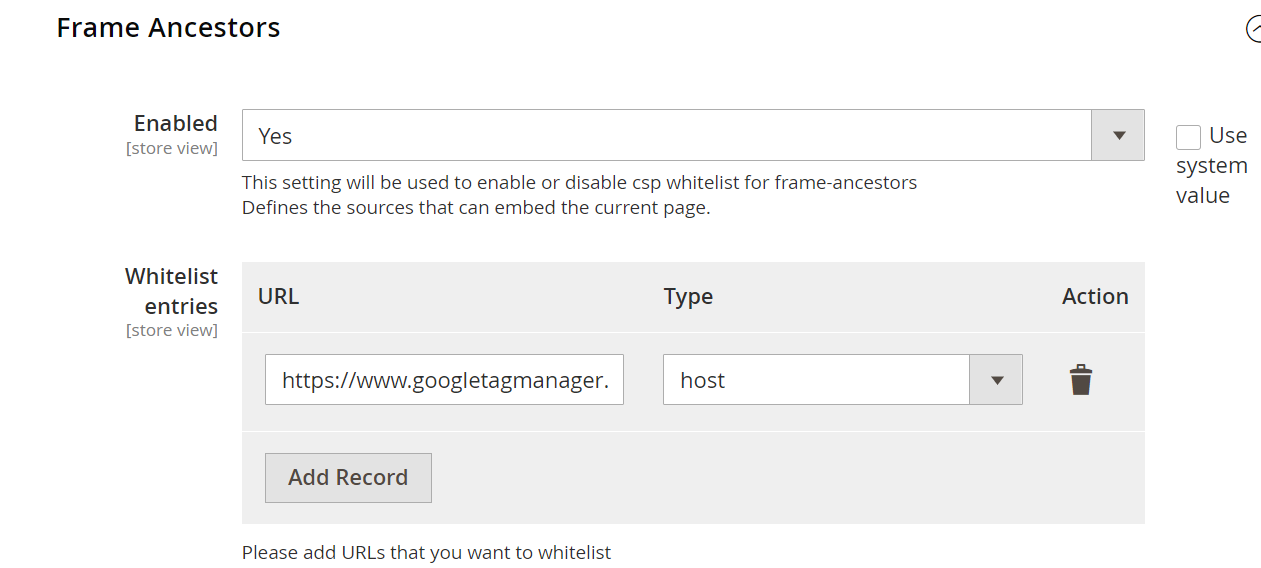 Frame Ancestors
Enabled
[store view]
Yes
Use
system
value
This setting will be used to enable or disable csp whitelist for frame-ancestors
Defines the sources that can embed the current page.
Whitelist
entries
[store view]
URL Type Action
https://www.googletagmanager. host
Add Record
Please add URLs that you want to whitelist